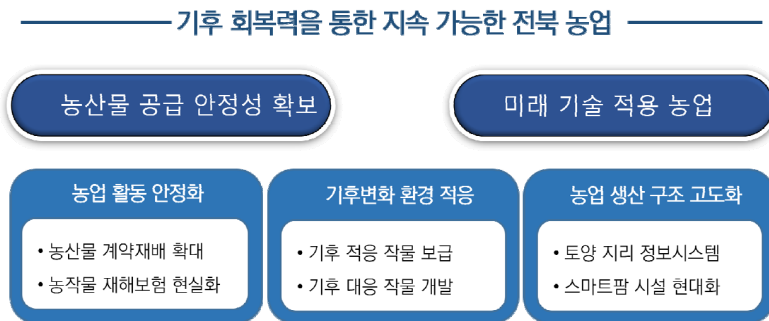 기후 회복력을 통한 지속 가능한 전북 농업
농산물 공급 안정성 확보
미래 기술 적용 농업
농업 활동 안정화
• 농산물 계약재배 확대
• 농작물 재해보험 현실화
기후변화 환경 적응
• 기후 적응 작물 보급
• 기후 대응 작물 개발
농업 생산 구조 고도화
• 토양 지리 정보시스템
• 스마트팜 시설 현대화